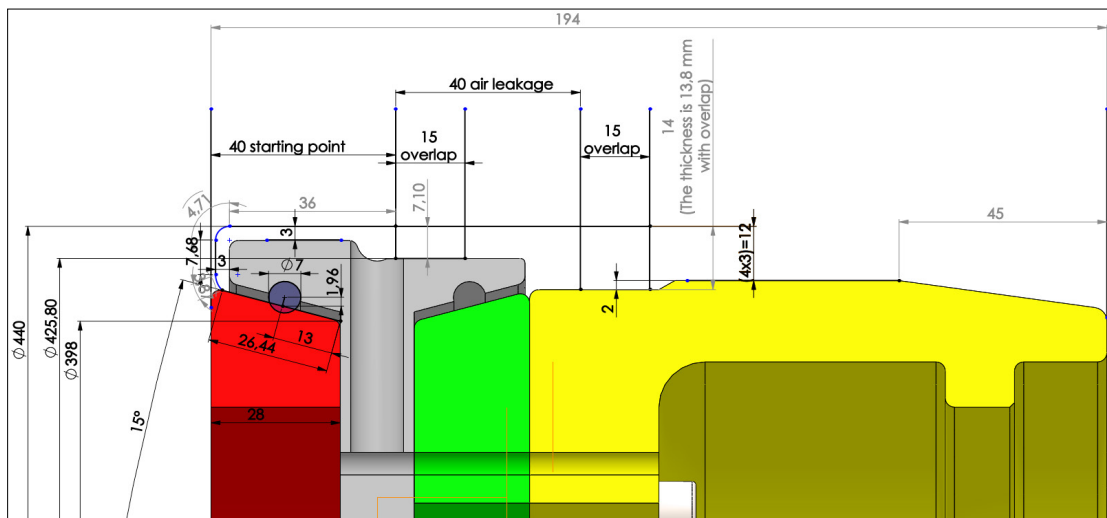 194
40 air leakage
14
(The thickness is 13,8 mm
with overlap)
40 starting point
15
overlap
15
overlap
4,71
36
7,10
45
3
(4x3)=12
7,68
3
Ø7
1,96
2
Ø440
Ø425,80
Ø398
26,44
13
28
15°